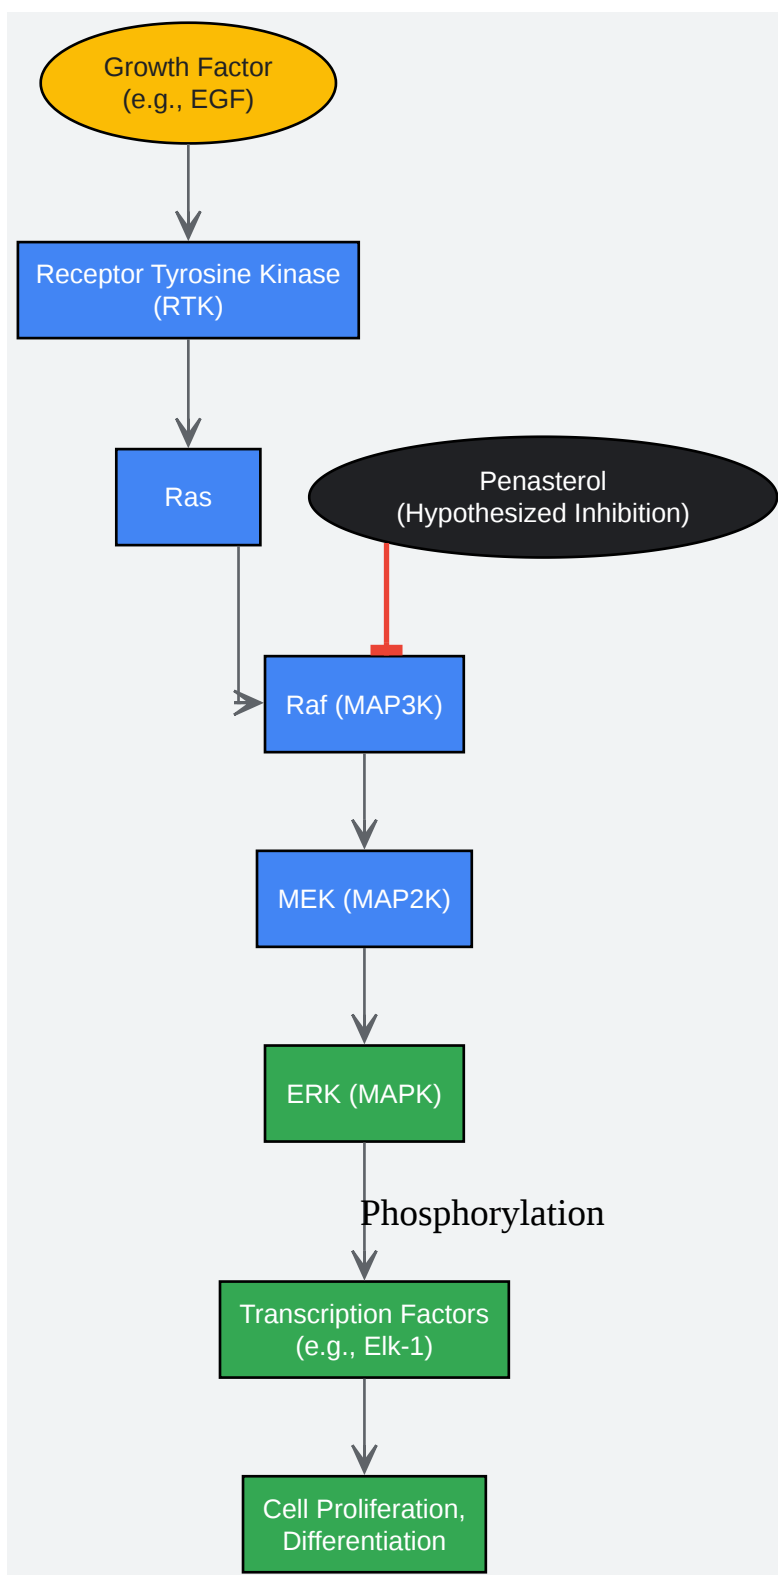 Growth Factor
(e.g., EGF)
Receptor Tyrosine Kinase
(RTK)
Ras
Penasterol
(Hypothesized Inhibition)
Raf (MAP3K)
MEK (MAP2K)
ERK (MAPK)
Phosphorylation
Transcription Factors
(e.g., Elk-1)
Cell Proliferation,
Differentiation